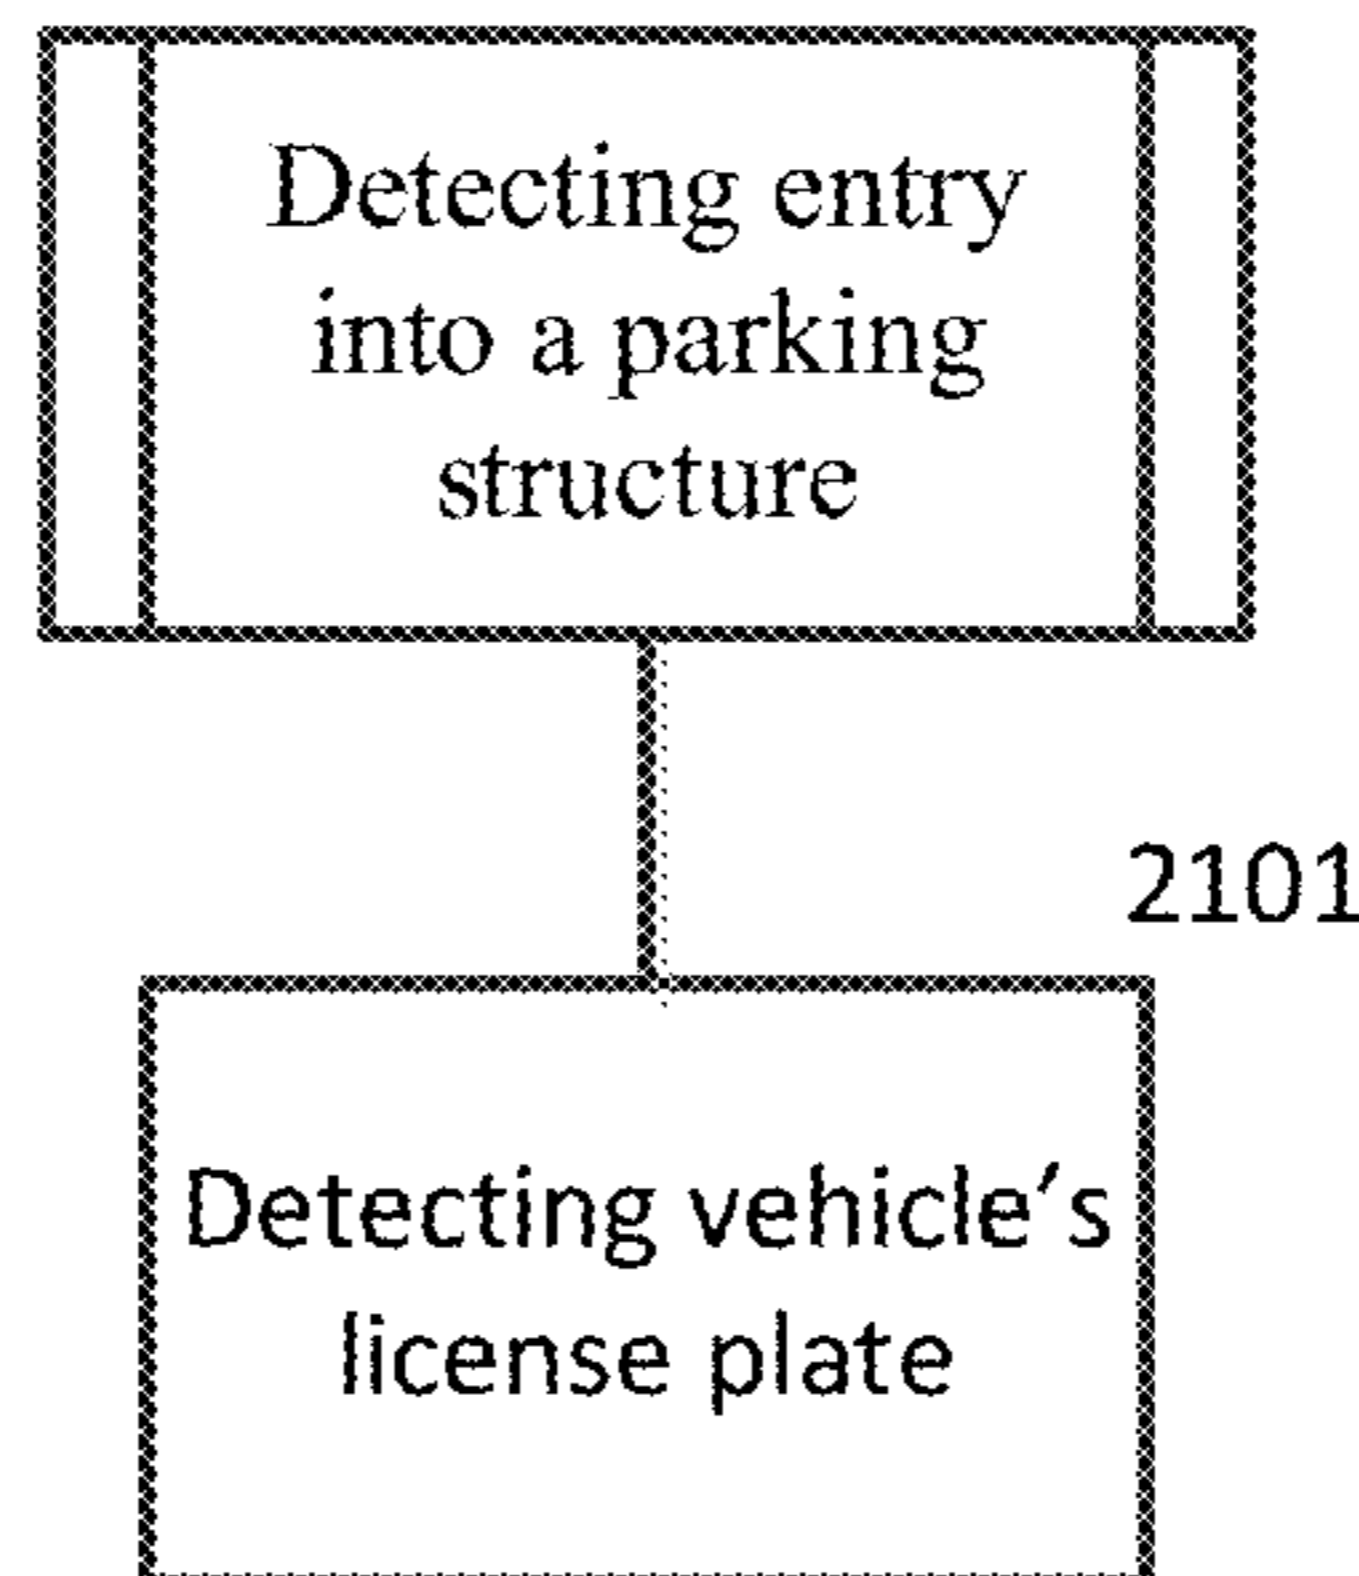 Detecting entry
into a parking
structure
2101
Detecting vehicle's
license plate